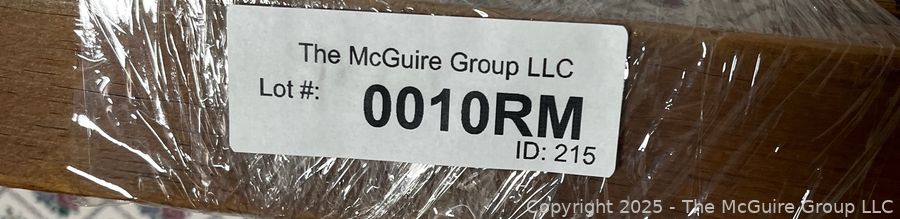 The McGuire Group LLC
Lot #: 0010RM
ID: 215
Copyright 2025 - The McGuire Group LLC